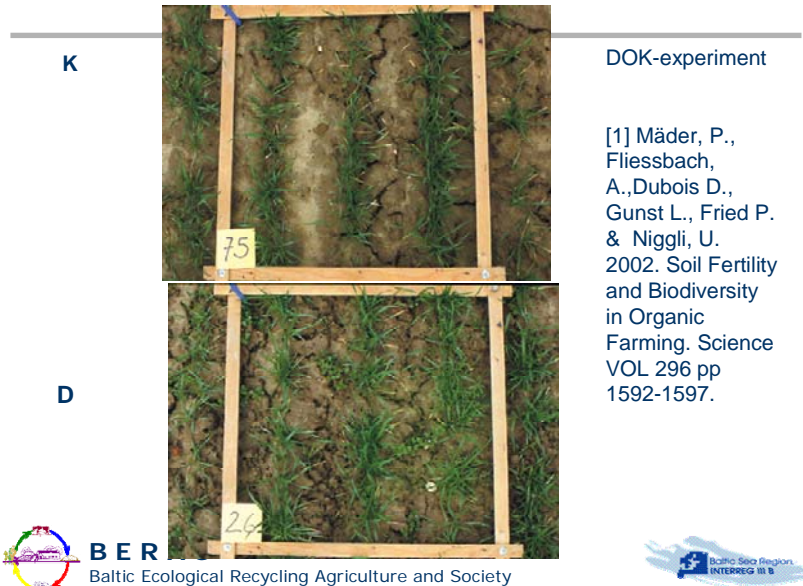 K
75
D
26
DOK-experiment
[1] Mäder, P.,
Fliessbach,
A.,Dubois D.,
Gunst L., Fried P.
& Niggli, U.
2002. Soil Fertility
and Biodiversity
in Organic
Farming. Science
VOL 296 pp
1592-1597.
BER
Baltic Ecological Recycling Agriculture and Society
Baltic Sea Region
INTERREG III B